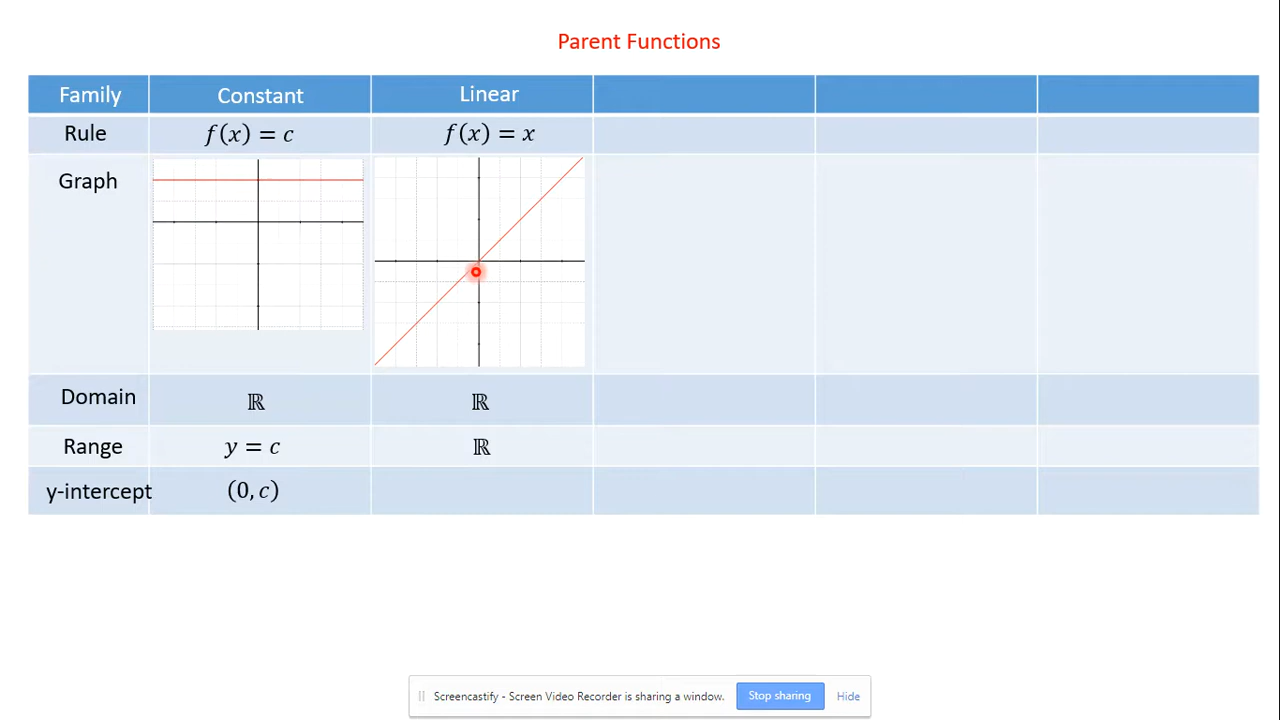 Parent Functions
Family Constant Linear
Rule f(x) = c f(x) = x
Graph
Domain ℝ ℝ
Range y = c ℝ
y-intercept (0, c)
Screencastify - Screen Video Recorder is sharing a window. Stop sharing Hide